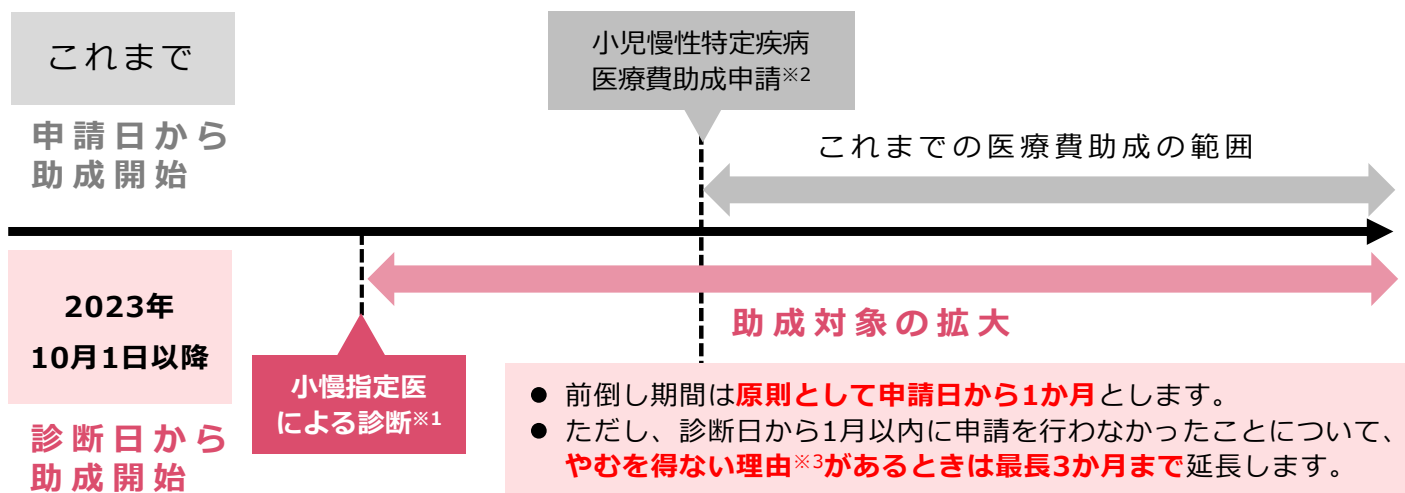 これまで
申請日から
助成開始
小児慢性特定疾病
医療費助成申請※2
これまでの医療費助成の範囲
2023年
10月1日以降
診断日から
助成開始
小慢指定医
による診断※1
助成対象の拡大
● 前倒し期間は原則として申請日から1か月とします。
● ただし、診断日から1月以内に申請を行わなかったことについて、
やむを得ない理由※3があるときは最長3か月まで延長します。